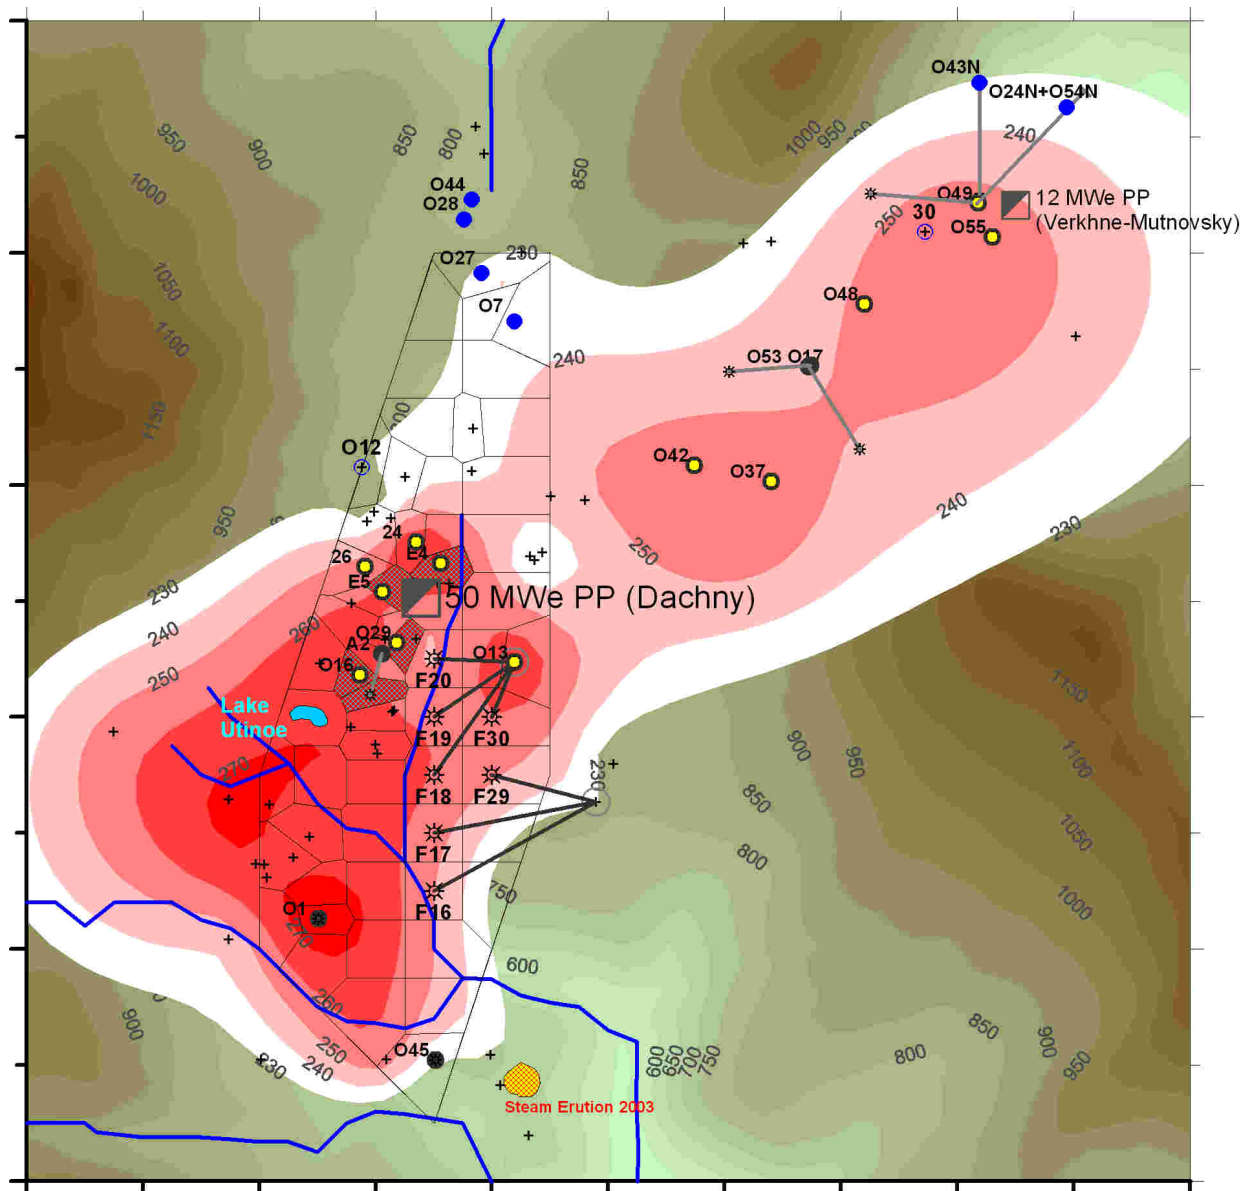 O43N
O24N+O54N
950
900
850
800
850
1000
950
240
1000
O44
O28
O49
12 MWe PP
(Verkhne-Mutnovsky)
250
30
O55
O27
230
1050
O7
O48
1100
240
O53 O17
1150
O12
O42
O37
950
24
240
230
26
E4
250
E5
230
50 MWe PP (Dachny)
240
260
O29
A2
O16
O13
250
F20
1150
Lake
Utinoe
F19
F30
900
950
1100
270
230
F18
F29
850
1050
F17
800
750
1000
O1
F16
270
600
260
900
850
900
O45
250
240
230
600
650
700
750
800
950
Steam Erution 2003